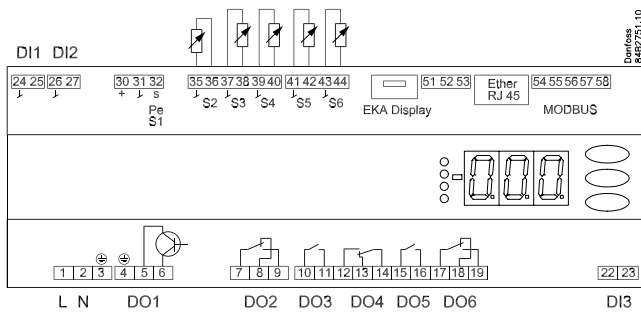 Danfoss
84B2751.10
DI1 DI2
24 25 26 27 30 31 32 35 36 37 38 39 40 41 42 43 44 51 52 53 Ether RJ 45 54 55 56 57 58
+ s S2 S3 S4 S5 S6 EKA Display MODBUS
Pe
S1
000
1 2 3 4 5 6 7 8 9 10 11 12 13 14 15 16 17 18 19 22 23
L N DO1 DO2 DO3 DO4 DO5 DO6 DI3